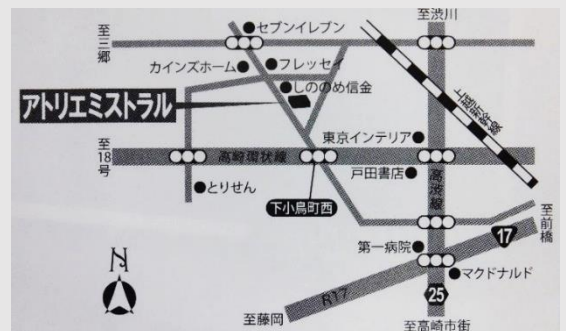 至渋川
セブンイレブン
至三郷
カインズホーム
フレッセイ
しののめ信金
アトリエミストラル
上越新幹線
東京インテリア
至18号
高崎環状線
戸田書店
高渋線
とりせん
下小鳥町西
至前橋
第一病院
17
N
マクドナルド
R17
25
至藤岡
至高崎市街